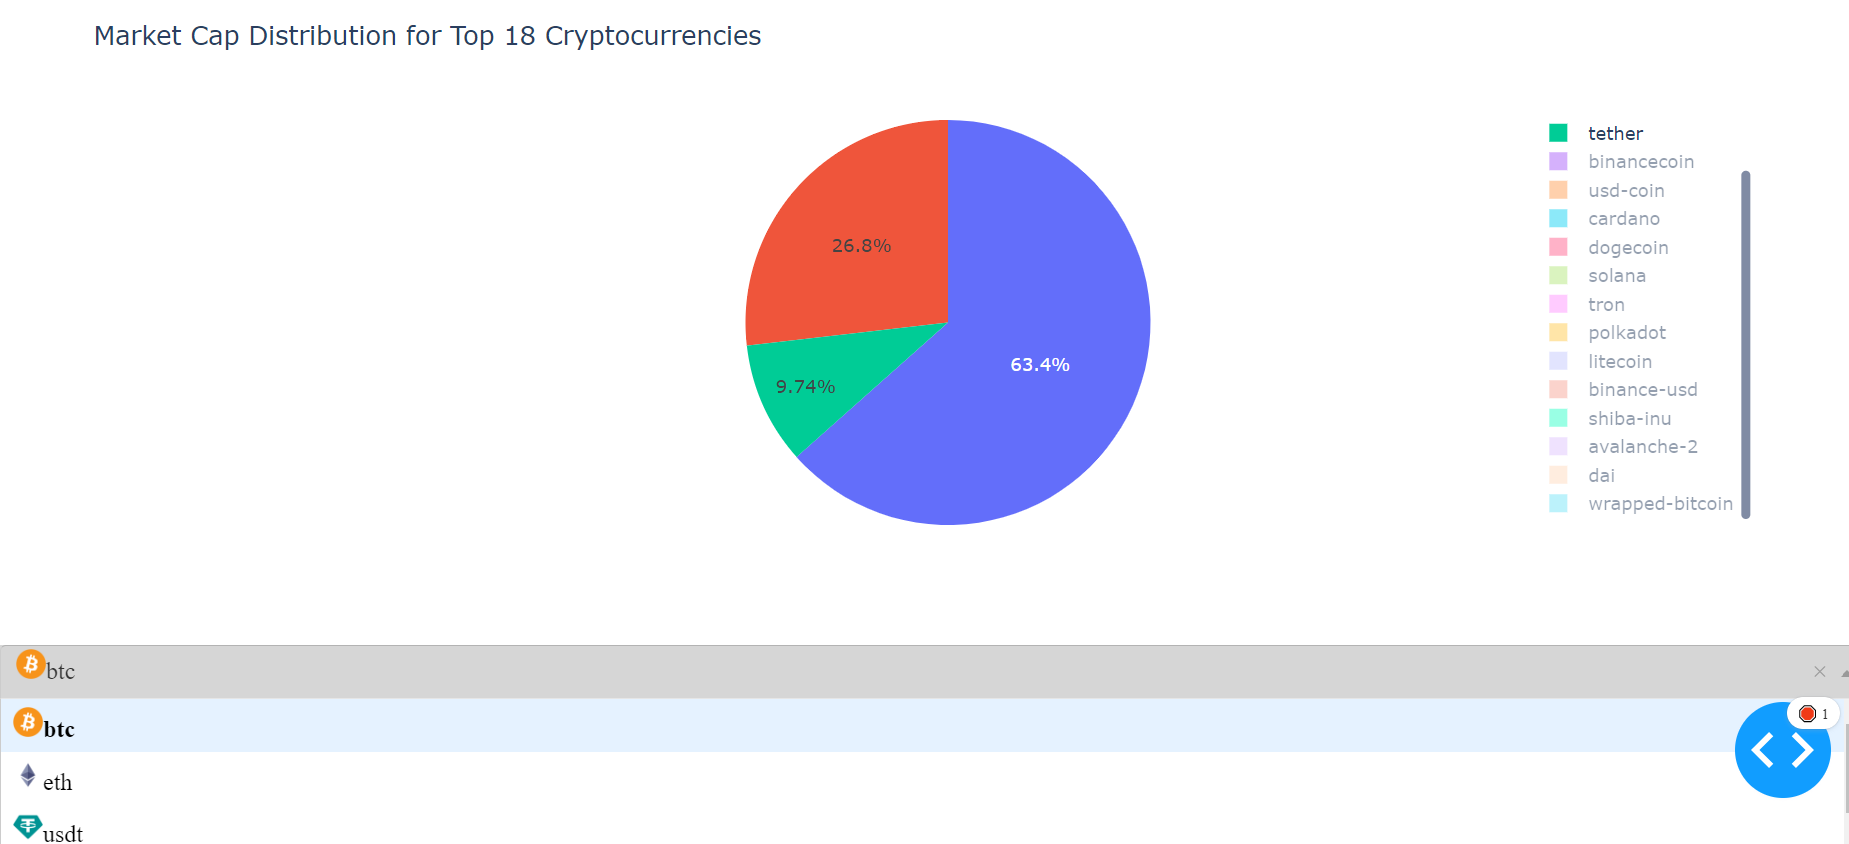 Market Cap Distribution for Top 18 Cryptocurrencies
26.8%
9.74%
63.4%
tether
binancecoin
usd-coin
cardano
dogecoin
solana
tron
polkadot
litecoin
binance-usd
shiba-inu
avalanche-2
dai
wrapped-bitcoin
btc
btc
1
eth
usdt